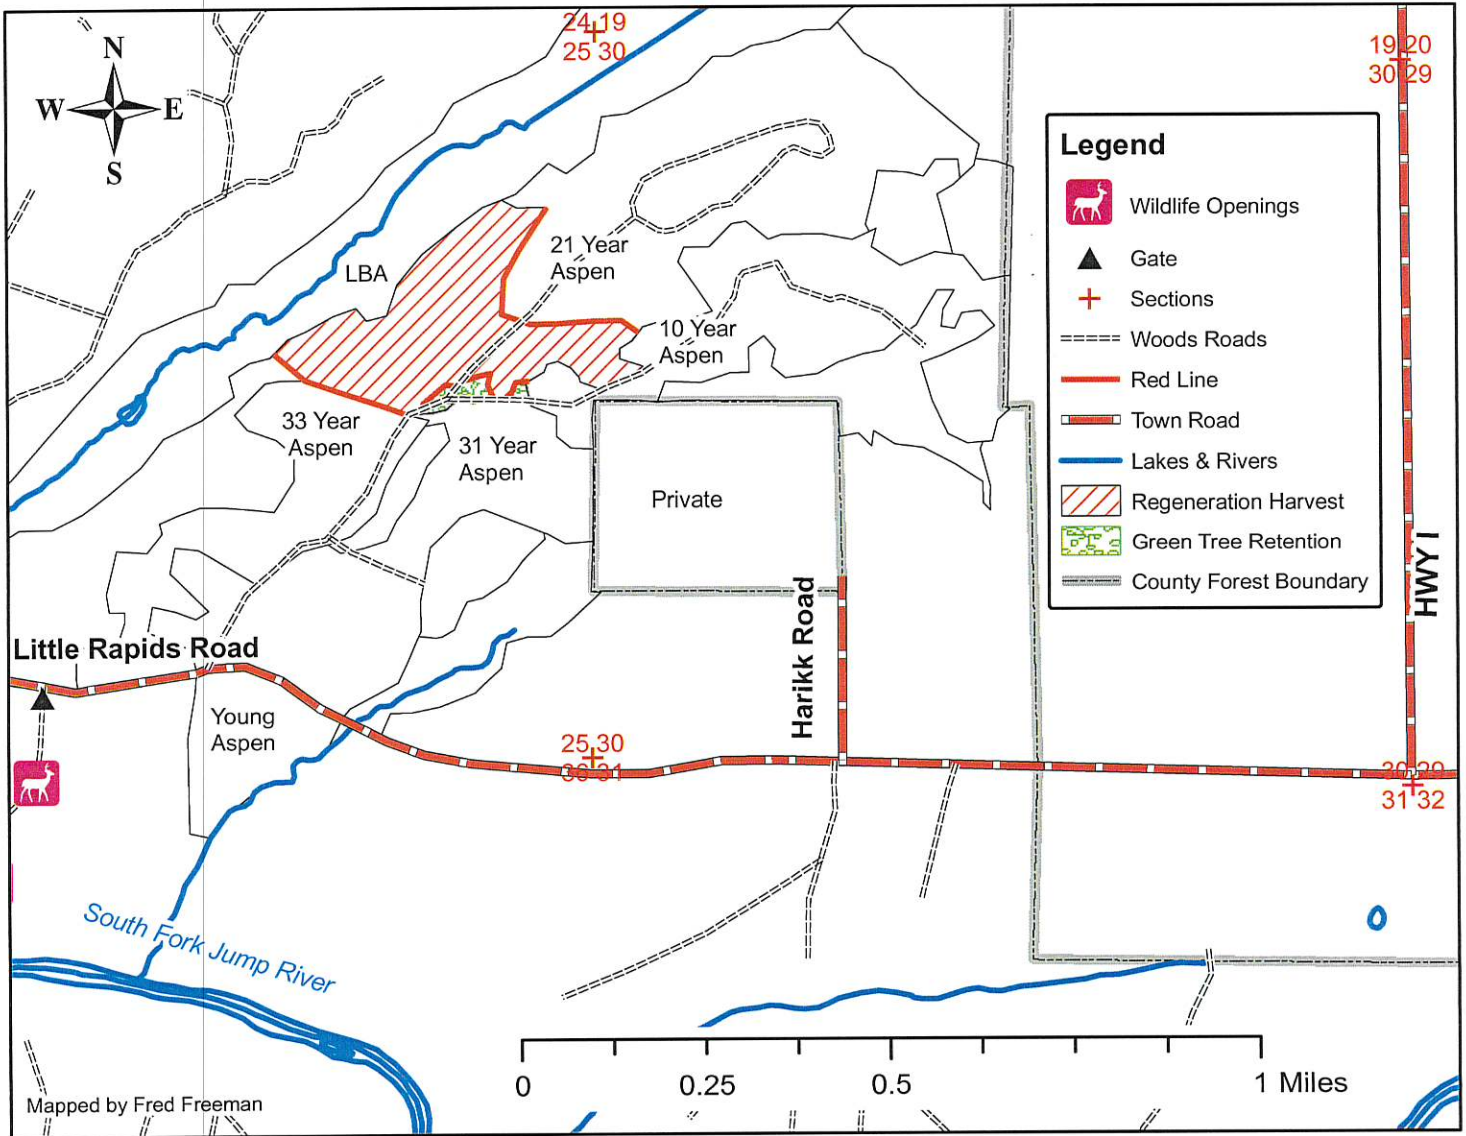 24 19
25 30
19 20
30 29
N
W E
S
Legend
Wildlife Openings
Gate
Sections
Woods Roads
Red Line
Town Road
Lakes & Rivers
Regeneration Harvest
Green Tree Retention
County Forest Boundary
21 Year
Aspen
LBA
10 Year
Aspen
33 Year
Aspen
31 Year
Aspen
Private
HWY I
Harikk Road
Little Rapids Road
Young
Aspen
25 30
36 31
30 29
31 32
South Fork Jump River
0 0.25 0.5 1 Miles
Mapped by Fred Freeman